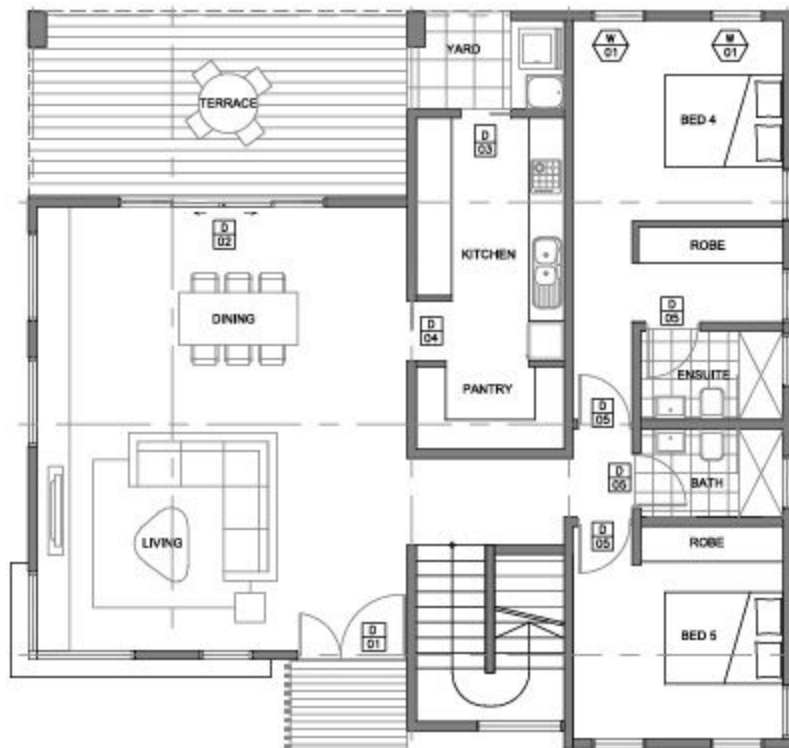 W
01
W
01
YARD
TERRACE
BED 4
D
03
D
02
KITCHEN
ROBE
DINING
D
04
D
05
ENSUITE
PANTRY
D
05
D
05
BATH
LIVING
D
05
ROBE
D
01
BED 5